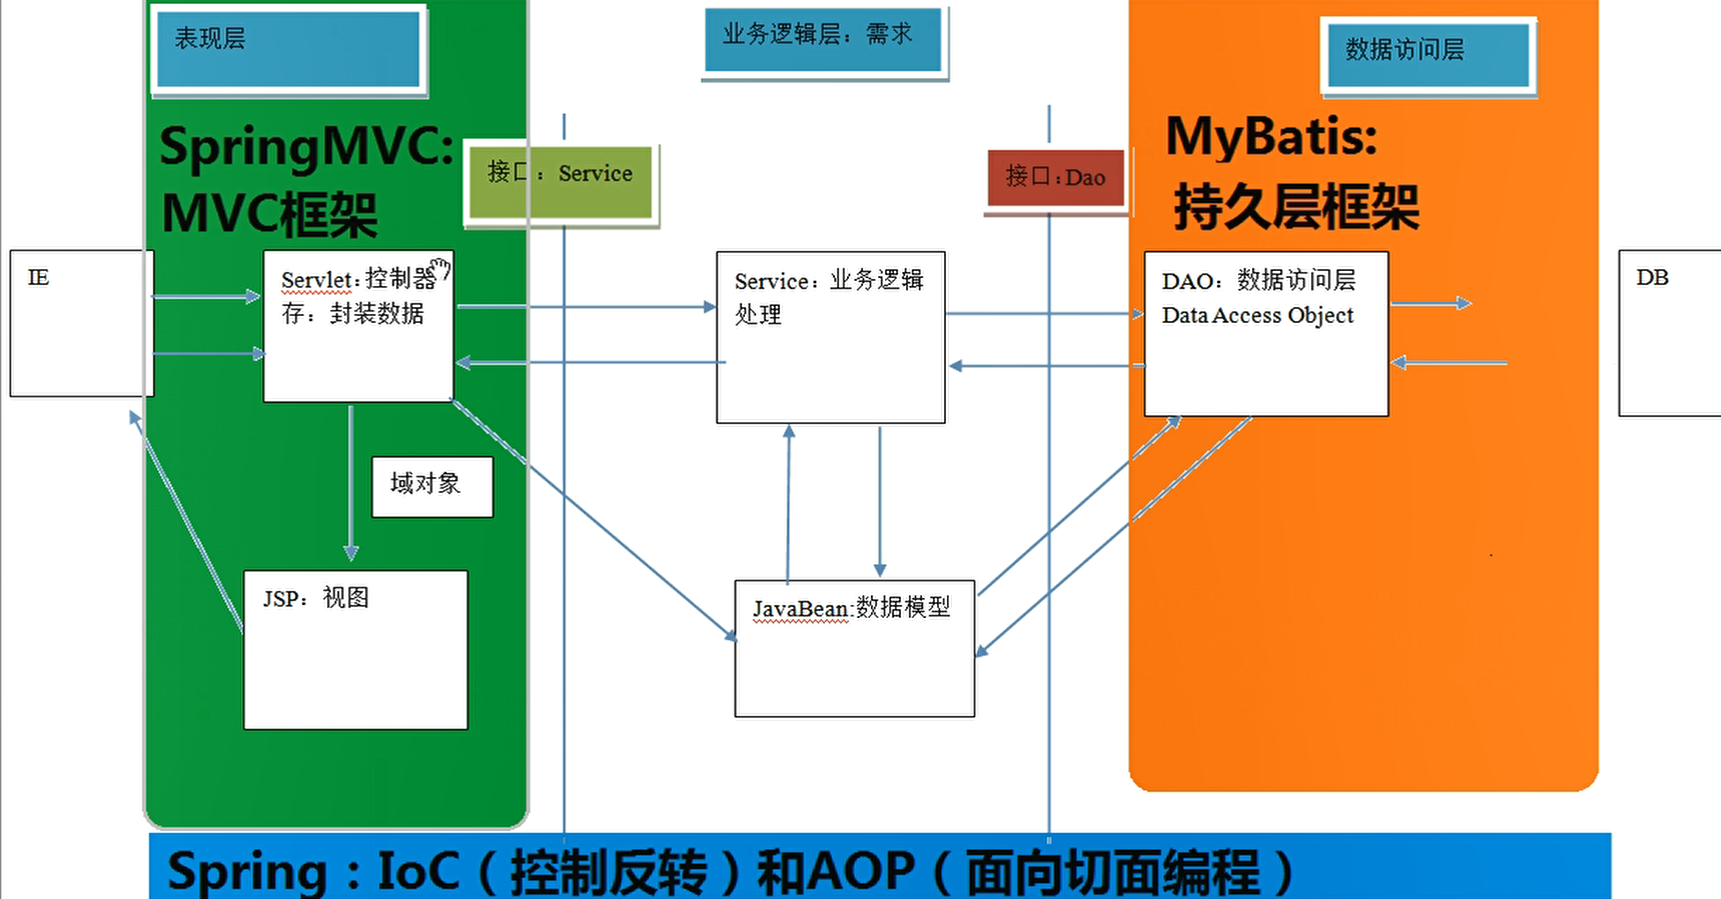 表现层
业务逻辑层：需求
数据访问层
SpringMVC:
MVC框架
接口：Service
接口:Dao
MyBatis:
持久层框架
IE
Servlet:控制器
存：封装数据
Service：业务逻辑
处理
DAO：数据访问层
Data Access Object
DB
域对象
JSP：视图
JavaBean:数据模型
Spring：IoC（控制反转）和AOP（面向切面编程）